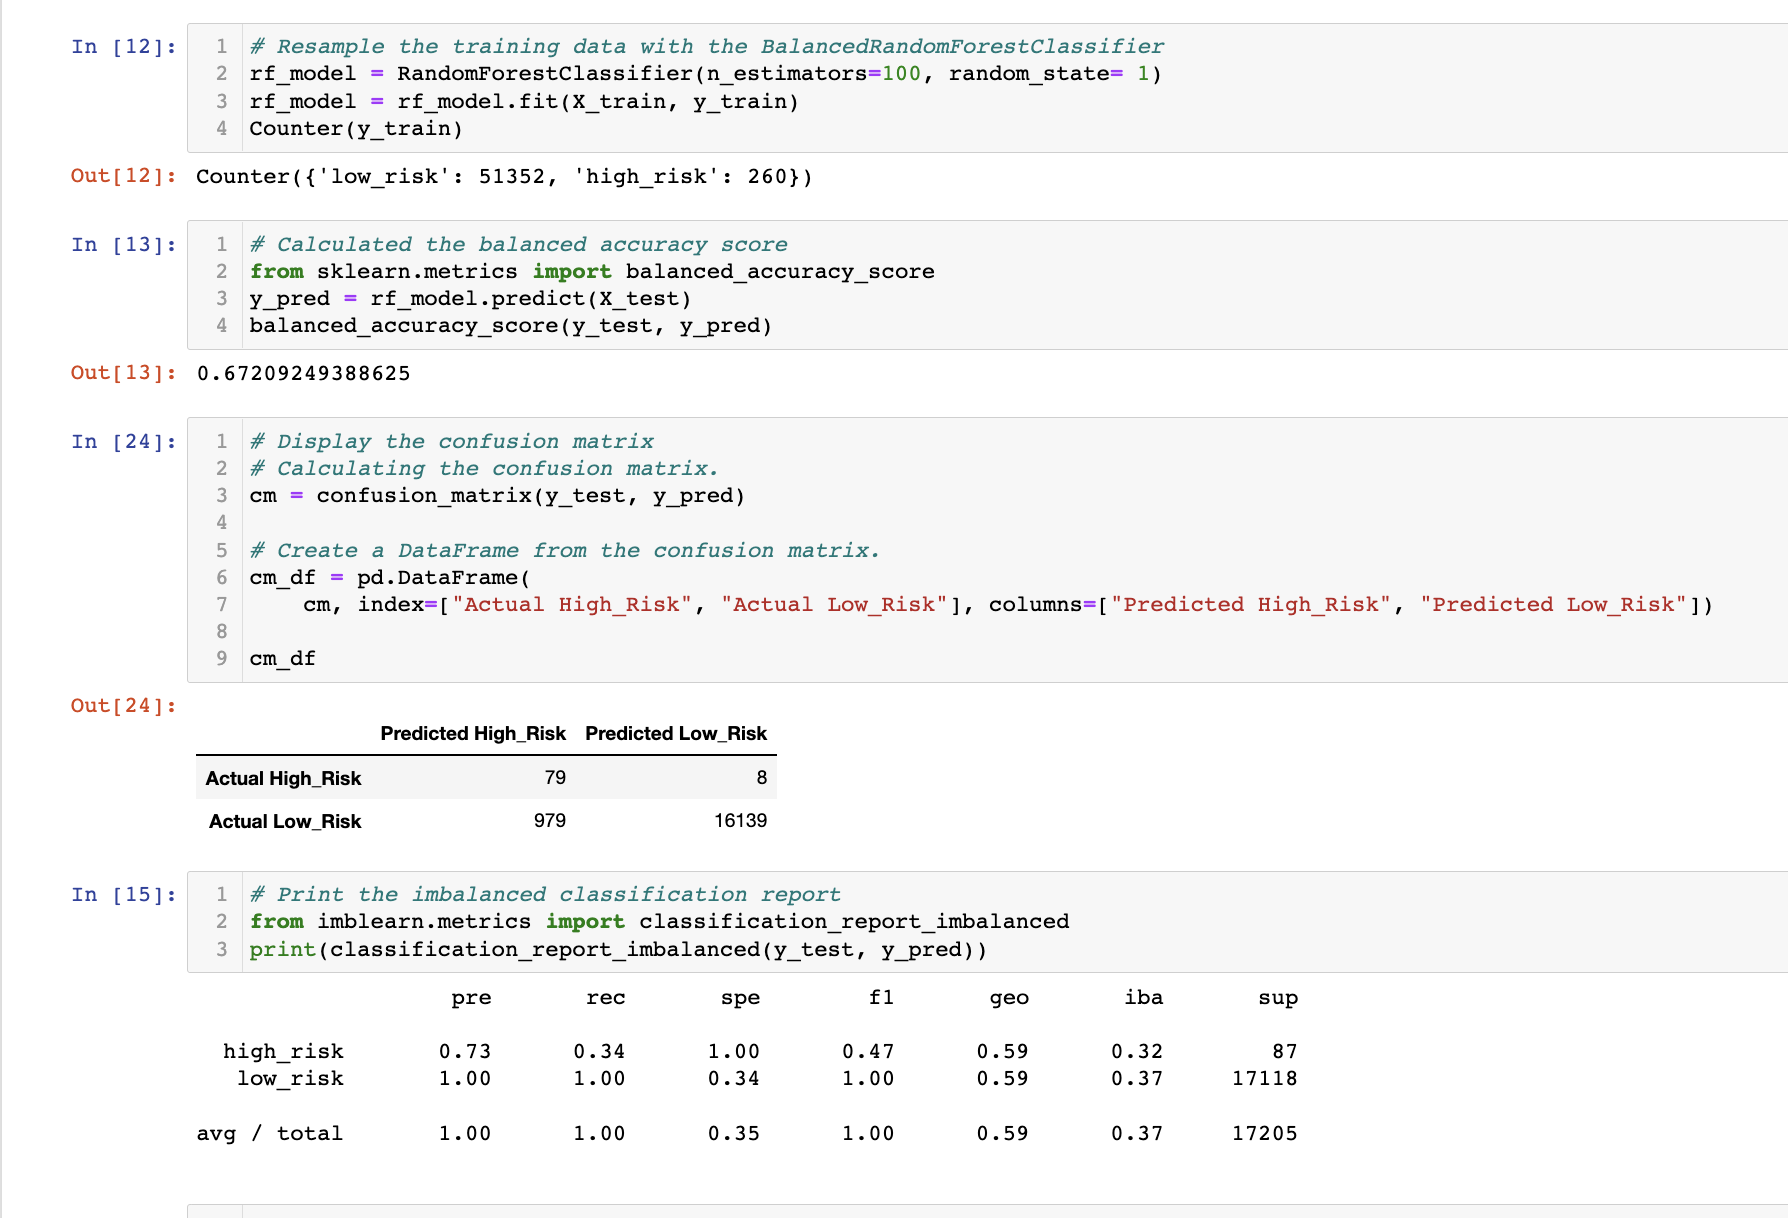 In [12]:
1 # Resample the training data with the BalancedRandomForestClassifier
2 rf_model = RandomForestClassifier(n_estimators=100, random_state= 1)
3 rf_model = rf_model.fit(X_train, y_train)
4 Counter(y_train)
Out[12]: Counter({'low_risk': 51352, 'high_risk': 260})
In [13]:
1 # Calculated the balanced accuracy score
2 from sklearn.metrics import balanced_accuracy_score
3 y_pred = rf_model.predict(X_test)
4 balanced_accuracy_score(y_test, y_pred)
Out[13]: 0.67209249388625
In [24]:
1 # Display the confusion matrix
2 # Calculating the confusion matrix.
3 cm = confusion_matrix(y_test, y_pred)
4
5 # Create a DataFrame from the confusion matrix.
6 cm_df = pd.DataFrame(
7     cm, index=["Actual High_Risk", "Actual Low_Risk"], columns=["Predicted High_Risk", "Predicted Low_Risk"])
8
9 cm_df
Out[24]:
Predicted High_Risk Predicted Low_Risk
Actual High_Risk 79 8
Actual Low_Risk 979 16139
In [15]:
1 # Print the imbalanced classification report
2 from imblearn.metrics import classification_report_imbalanced
3 print(classification_report_imbalanced(y_test, y_pred))
pre rec spe f1 geo iba sup
high_risk 0.73 0.34 1.00 0.47 0.59 0.32 87
low_risk 1.00 1.00 0.34 1.00 0.59 0.37 17118
avg / total 1.00 1.00 0.35 1.00 0.59 0.37 17205